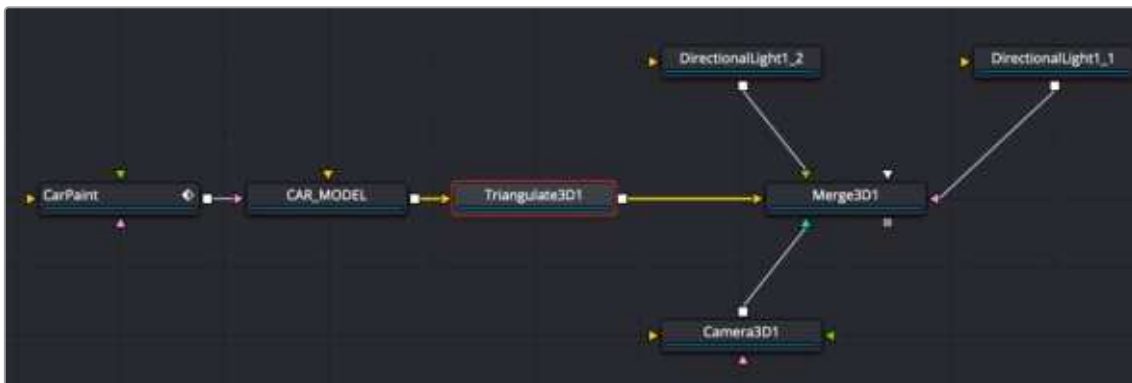 DirectionalLight1_2
DirectionalLight1_1
CarPaint
CAR_MODEL
Triangulate3D1
Merge3D1
Camera3D1